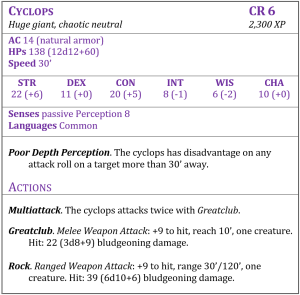 CYCLOPS CR 6
Huge giant, chaotic neutral 2,300 XP
AC 14 (natural armor)
HPs 138 (12d12+60)
Speed 30'
STR DEX CON INT WIS CHA
22 (+6) 11 (+0) 20 (+5) 8 (-1) 6 (-2) 10 (+0)
Senses passive Perception 8
Languages Common
Poor Depth Perception. The cyclops has disadvantage on any
attack roll on a target more than 30' away.
ACTIONS
Multiattack. The cyclops attacks twice with Greatclub.
Greatclub. Melee Weapon Attack: +9 to hit, reach 10', one creature.
Hit: 22 (3d8+9) bludgeoning damage.
Rock. Ranged Weapon Attack: +9 to hit, range 30'/120', one
creature. Hit: 39 (6d10+6) bludgeoning damage.